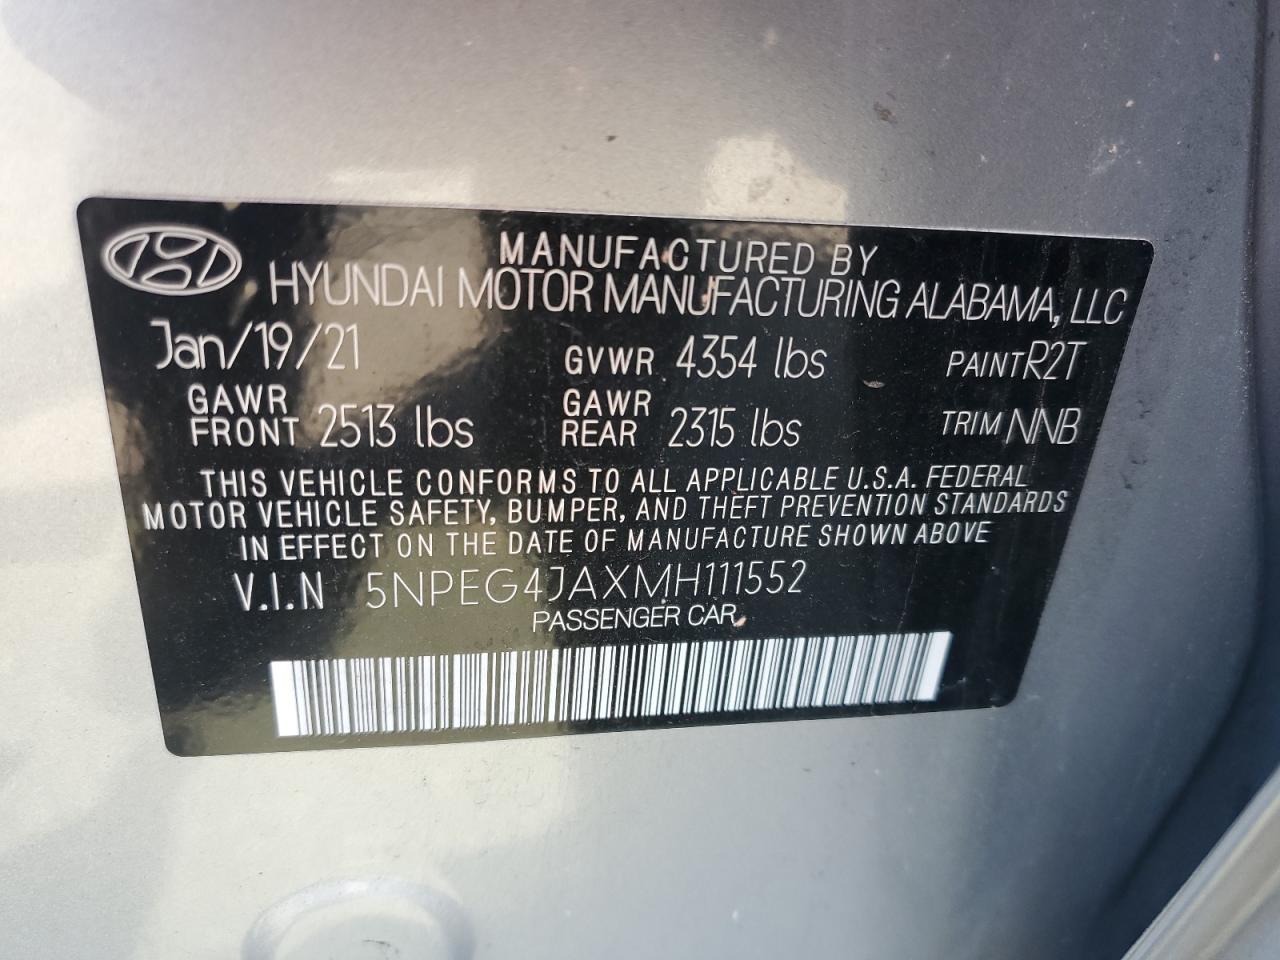 MANUFACTURED BY
HYUNDAI MOTOR MANUFACTURING ALABAMA, LLC
Jan/19/21 GVWR 4354 lbs PAINT R2T
GAWR FRONT 2513 lbs GAWR REAR 2315 lbs TRIM NNB
THIS VEHICLE CONFORMS TO ALL APPLICABLE U.S.A. FEDERAL
MOTOR VEHICLE SAFETY, BUMPER, AND THEFT PREVENTION STANDARDS
IN EFFECT ON THE DATE OF MANUFACTURE SHOWN ABOVE
V.I.N 5NPEG4JAXMH111552
PASSENGER CAR